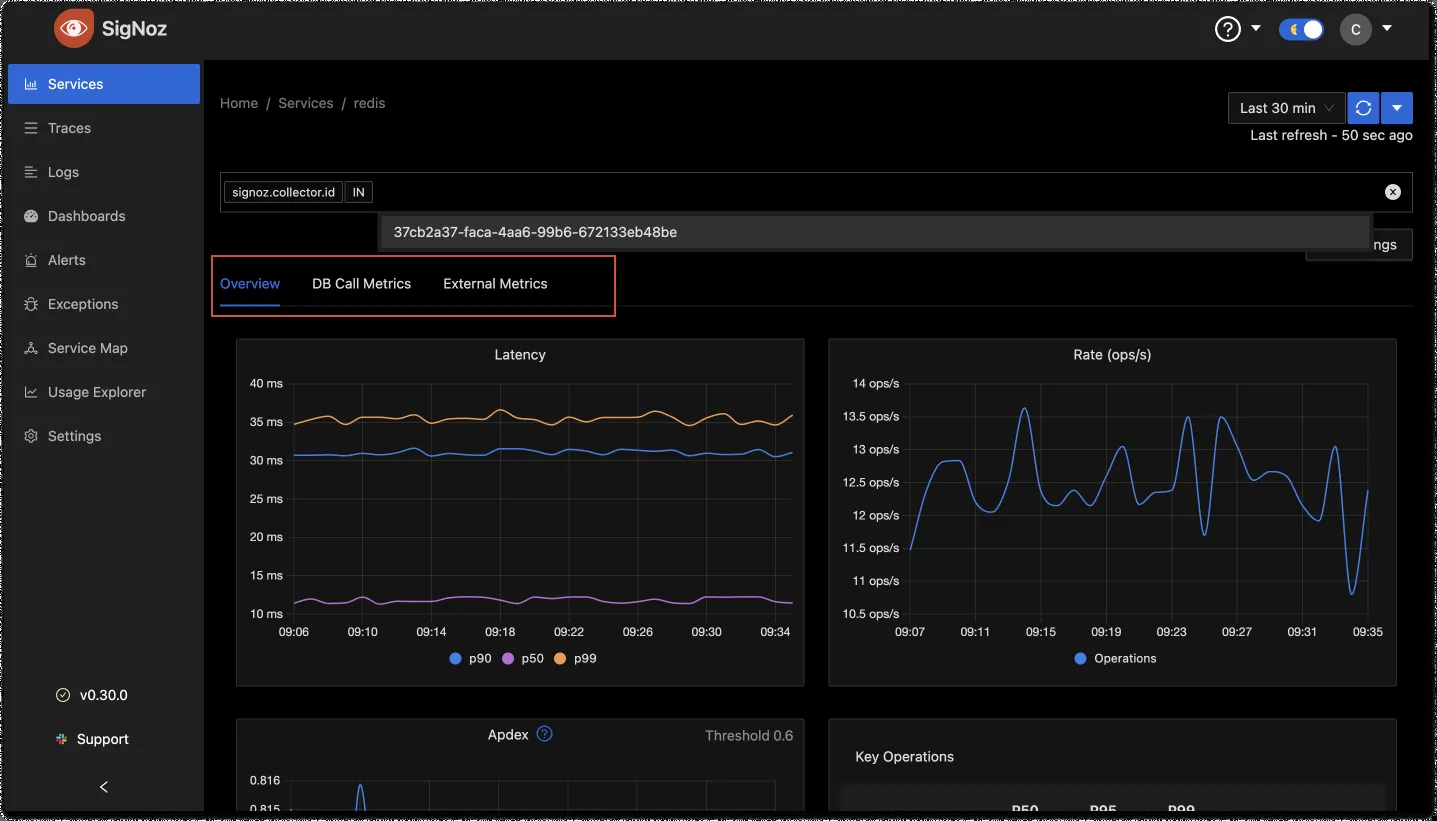 SigNoz
C
Services
Traces
Logs
Dashboards
Alerts
Exceptions
Service Map
Usage Explorer
Settings
v0.30.0
Support
Home / Services / redis
Last 30 min
Last refresh - 50 sec ago
signoz.collector.id IN
37cb2a37-faca-4aa6-99b6-672133eb48be
ngs
Overview DB Call Metrics External Metrics
Latency
40 ms
35 ms
30 ms
25 ms
20 ms
15 ms
10 ms
09:06 09:10 09:14 09:18 09:22 09:26 09:30 09:34
p90 p50 p99
Rate (ops/s)
14 ops/s
13.5 ops/s
13 ops/s
12.5 ops/s
12 ops/s
11.5 ops/s
11 ops/s
10.5 ops/s
09:07 09:11 09:15 09:19 09:23 09:27 09:31 09:35
Operations
Apdex ?
Threshold 0.6
0.816
0.815
Key Operations
P50 P95 P99